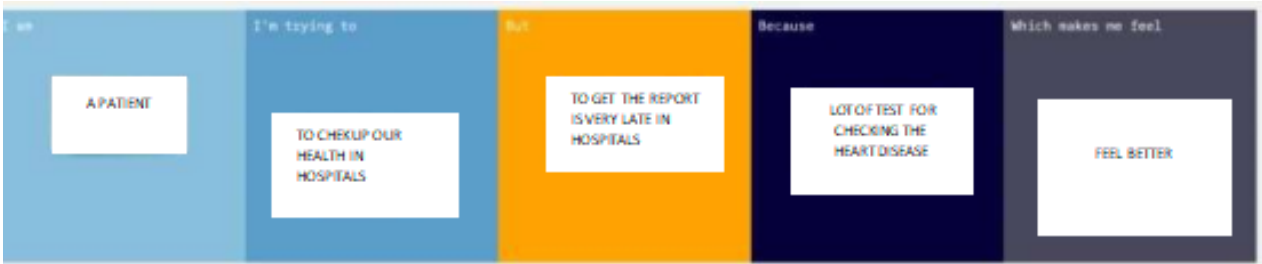 I am
A PATIENT
I'm trying to
TO CHEKUP OUR
HEALTH IN
HOSPITALS
But
TO GET THE REPORT
IS VERY LATE IN
HOSPITALS
Because
LOT OF TEST FOR
CHECKING THE
HEART DISEASE
Which makes me feel
FEEL BETTER